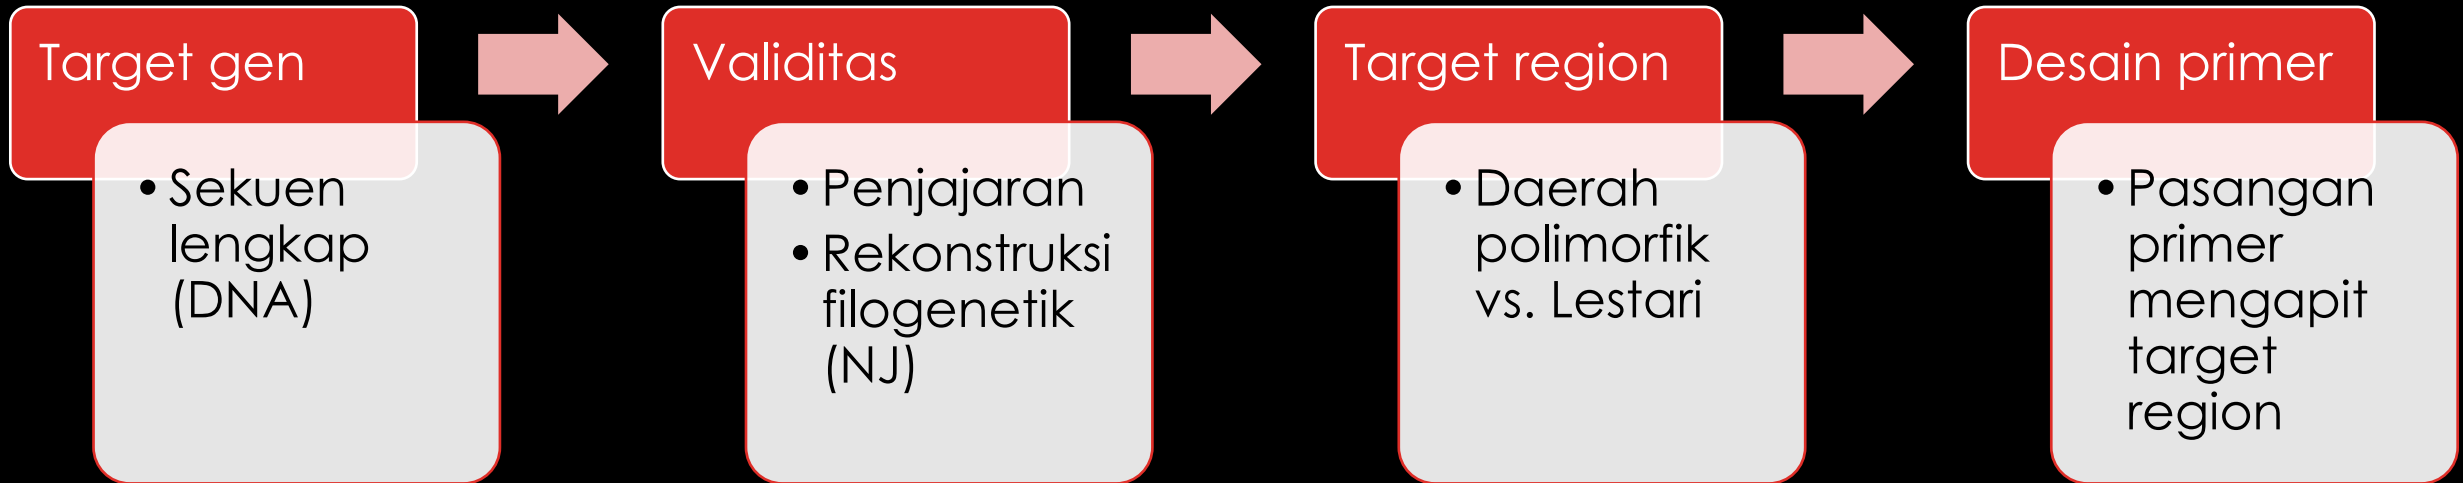 Target gen
• Sekuen
lengkap
(DNA)
Validitas
• Penjajaran
• Rekonstruksi
filogenetik
(NJ)
Target region
• Daerah
polimorfik
vs. Lestari
Desain primer
• Pasangan
primer
mengapit
target
region